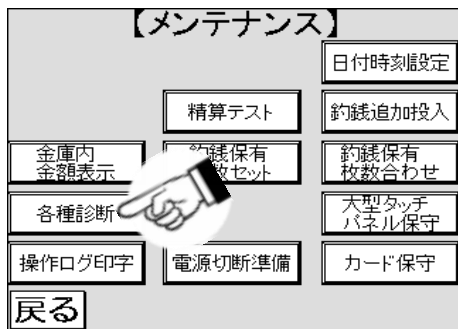 【メンテナンス】
日付時刻設定
精算テスト
釣銭追加投入
金庫内
金額表示
釣銭保有
数セット
釣銭保有
枚数合わせ
各種診断
大型タッチ
パネル保守
操作ログ印字
電源切断準備
カード保守
戻る